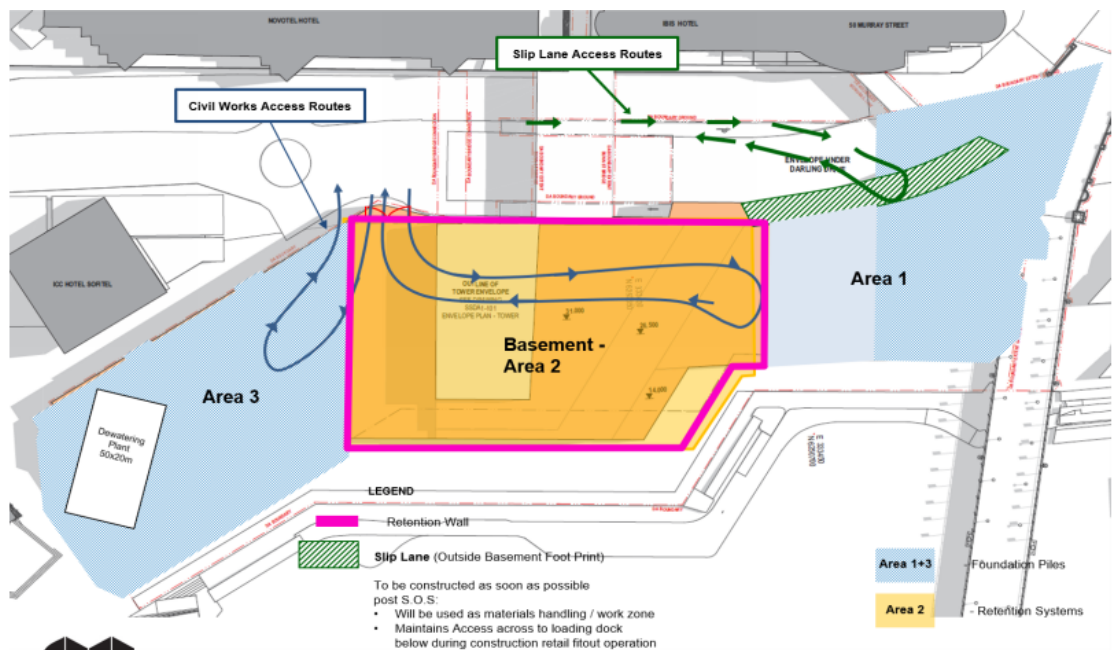 NOVOTEL HOTEL
IBIS HOTEL
50 MURRAY STREET
Slip Lane Access Routes
Civil Works Access Routes
ENVELOPE UNDER
DARLING DRIVE
ICC HOTEL SOFITEL
OUTLINE OF
TOWER ENVELOPE
ENVELOPE PLAN - TOWER
Area 1
Basement -
Area 2
Area 3
Dewatering
Plant
50x20m
LEGEND
Retention Wall
Slip Lane (Outside Basement Foot Print)
To be constructed as soon as possible
post S.O.S:
• Will be used as materials handling / work zone
• Maintains Access across to loading dock
below during construction retail fitout operation
Area 1+3 - Foundation Piles
Area 2 - Retention Systems